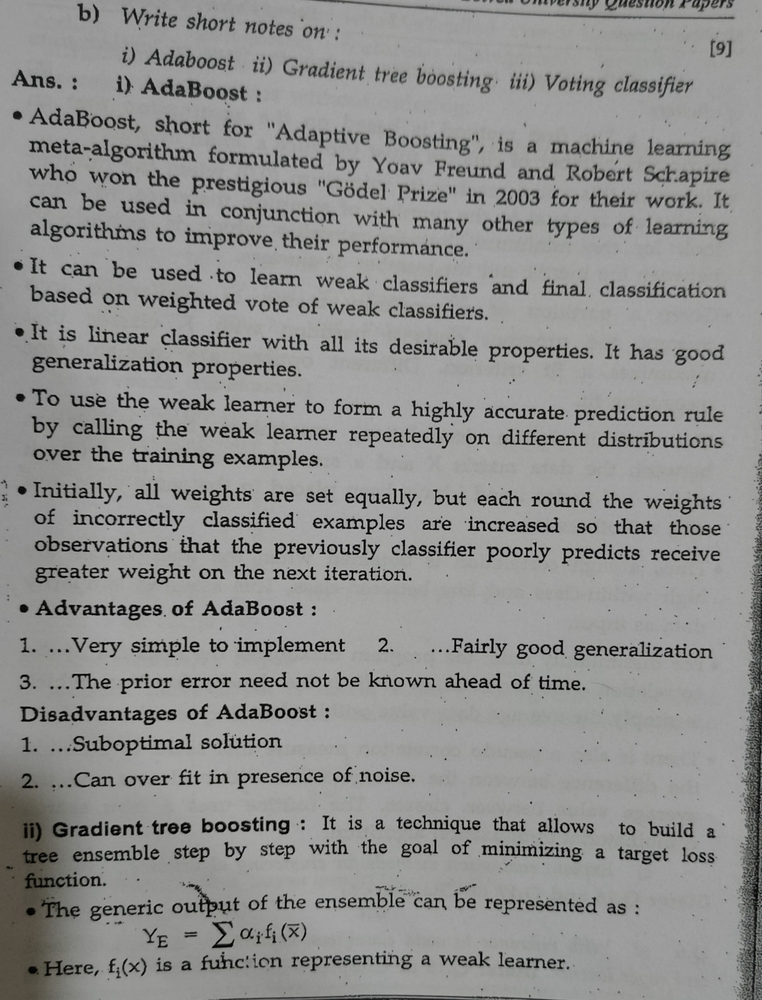 University Question Papers
b) Write short notes on :
[9]
i) Adaboost ii) Gradient tree boosting iii) Voting classifier
Ans. : i) AdaBoost :
• AdaBoost, short for "Adaptive Boosting", is a machine learning
meta-algorithm formulated by Yoav Freund and Robert Schapire
who won the prestigious "Gödel Prize" in 2003 for their work. It
can be used in conjunction with many other types of learning
algorithms to improve their performance.
• It can be used to learn weak classifiers and final classification
based on weighted vote of weak classifiers.
• It is linear classifier with all its desirable properties. It has good
generalization properties.
• To use the weak learner to form a highly accurate prediction rule
by calling the weak learner repeatedly on different distributions
over the training examples.
• Initially, all weights are set equally, but each round the weights
of incorrectly classified examples are increased so that those
observations that the previously classifier poorly predicts receive
greater weight on the next iteration.
• Advantages of AdaBoost :
1. ...Very simple to implement 2. ...Fairly good generalization
3. ...The prior error need not be known ahead of time.
Disadvantages of AdaBoost :
1. ...Suboptimal solution
2. ...Can over fit in presence of noise.
ii) Gradient tree boosting : It is a technique that allows to build a
tree ensemble step by step with the goal of minimizing a target loss
function.
• The generic output of the ensemble can be represented as :
Y_E = ∑ α_i f_i (x̅)
• Here, f_i(x) is a function representing a weak learner.